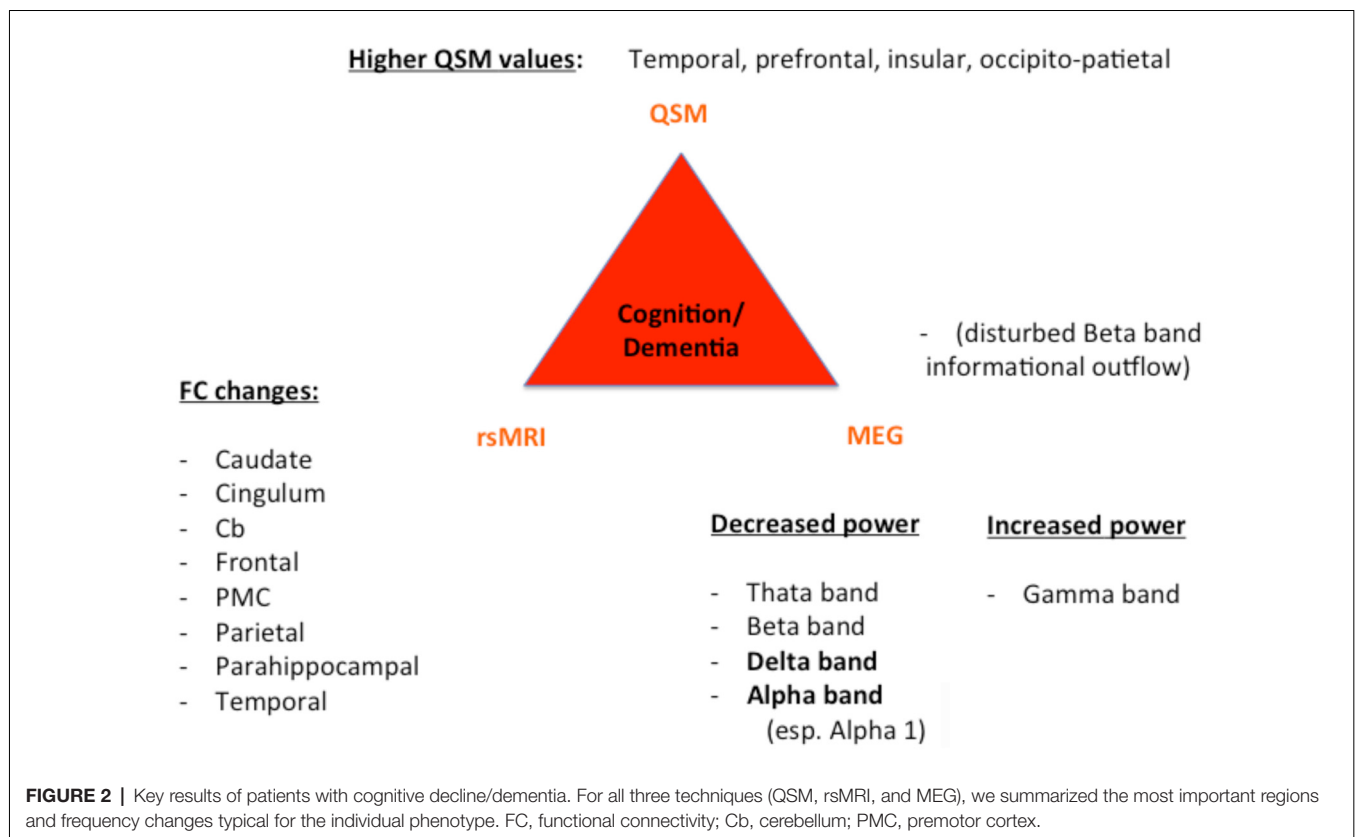 Higher QSM values: Temporal, prefrontal, insular, occipito-patietal
QSM
Cognition/
Dementia
- (disturbed Beta band
informational outflow)
FC changes:
rsMRI
MEG
- Caudate
- Cingulum
- Cb
- Frontal
- PMC
- Parietal
- Parahippocampal
- Temporal
Decreased power
- Thata band
- Beta band
- Delta band
- Alpha band
(esp. Alpha 1)
Increased power
- Gamma band
FIGURE 2 | Key results of patients with cognitive decline/dementia. For all three techniques (QSM, rsMRI, and MEG), we summarized the most important regions
and frequency changes typical for the individual phenotype. FC, functional connectivity; Cb, cerebellum; PMC, premotor cortex.